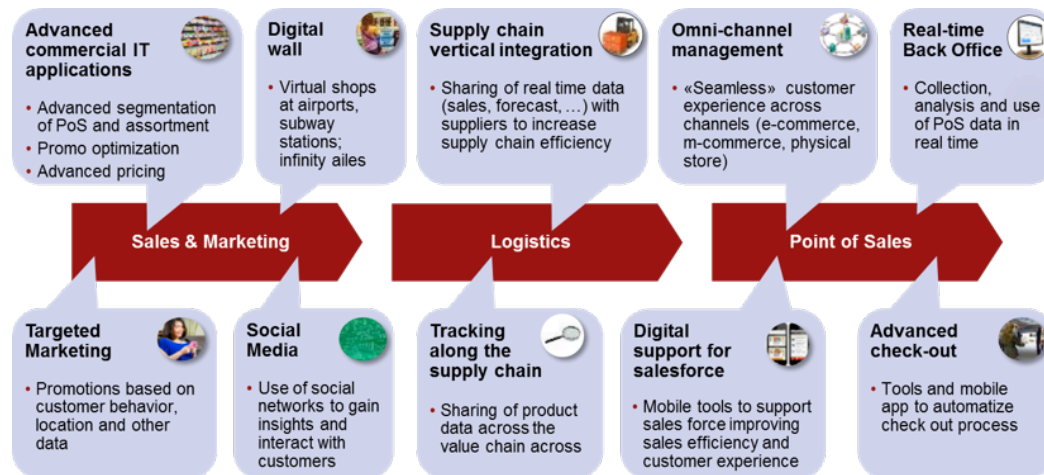 Advanced
commercial IT
applications
• Advanced segmentation
of PoS and assortment
• Promo optimization
• Advanced pricing
Digital
wall
• Virtual shops
at airports,
subway
stations;
infinity ailes
Supply chain
vertical integration
• Sharing of real time data
(sales, forecast, ...) with
suppliers to increase
supply chain efficiency
Omni-channel
management
• «Seamless» customer
experience across
channels (e-commerce,
m-commerce, physical
store)
Real-time
Back Office
• Collection,
analysis and use
of PoS data in
real time
Sales & Marketing
Logistics
Point of Sales
Targeted
Marketing
• Promotions based on
customer behavior,
location and other
data
Social
Media
• Use of social
networks to gain
insights and
interact with
customers
Tracking
along the
supply chain
• Sharing of product
data across the
value chain across
Digital
support for
salesforce
• Mobile tools to support
sales force improving
sales efficiency and
customer experience
Advanced
check-out
• Tools and mobile
app to automatize
check out process